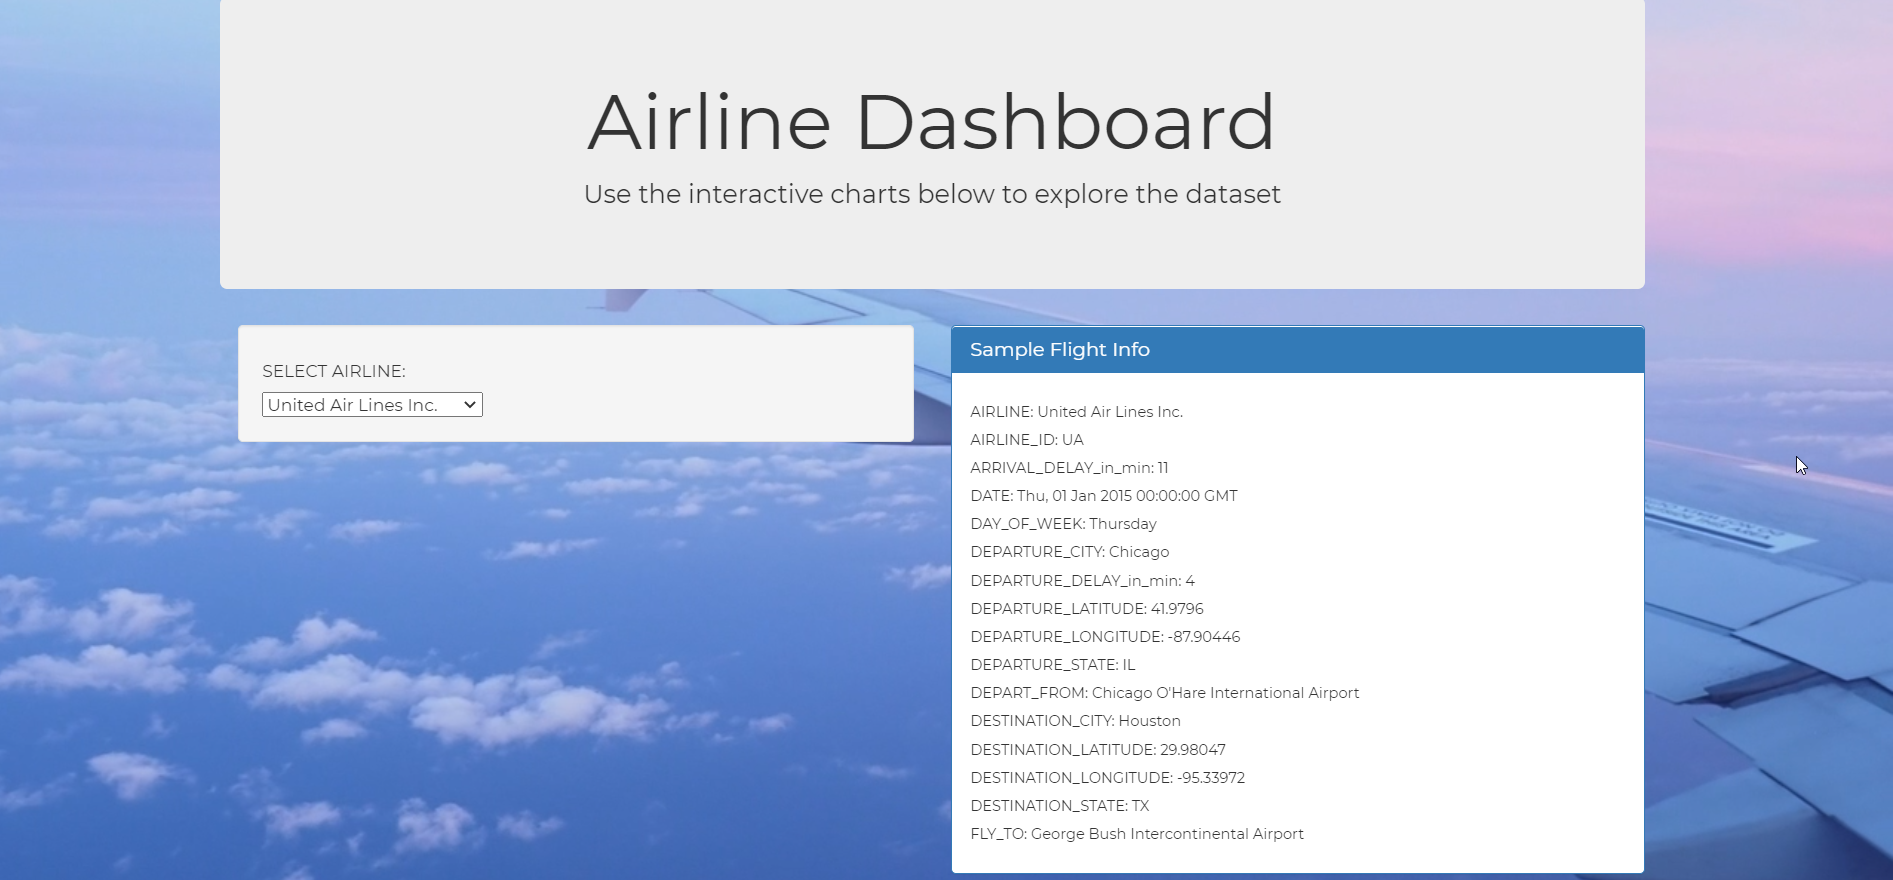 Airline Dashboard
Use the interactive charts below to explore the dataset
SELECT AIRLINE:
United Air Lines Inc.
Sample Flight Info
AIRLINE: United Air Lines Inc.
AIRLINE_ID: UA
ARRIVAL_DELAY_in_min: 11
DATE: Thu, 01 Jan 2015 00:00:00 GMT
DAY_OF_WEEK: Thursday
DEPARTURE_CITY: Chicago
DEPARTURE_DELAY_in_min: 4
DEPARTURE_LATITUDE: 41.9796
DEPARTURE_LONGITUDE: -87.90446
DEPARTURE_STATE: IL
DEPART_FROM: Chicago O'Hare International Airport
DESTINATION_CITY: Houston
DESTINATION_LATITUDE: 29.98047
DESTINATION_LONGITUDE: -95.33972
DESTINATION_STATE: TX
FLY_TO: George Bush Intercontinental Airport